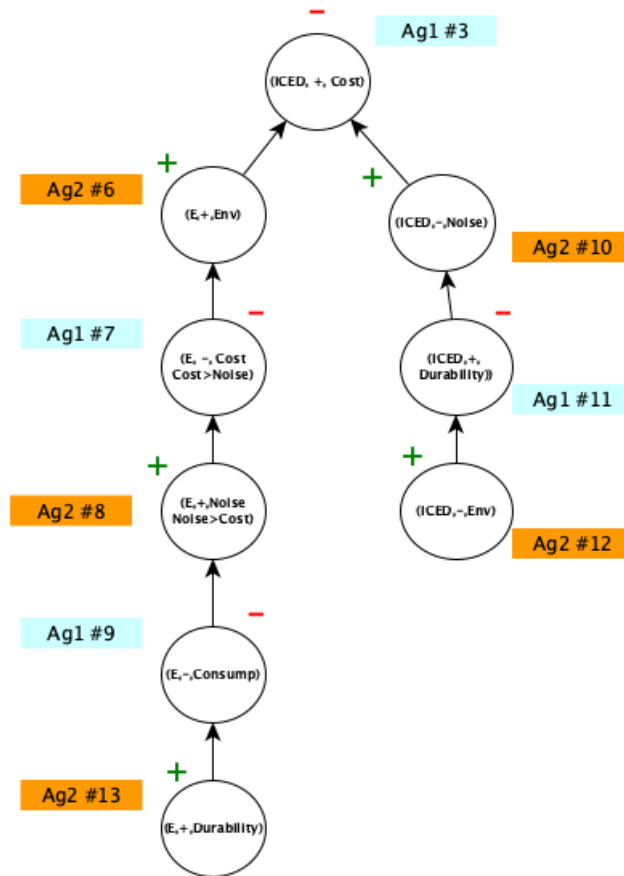 −
Ag1 #3
(ICED, +, Cost)
+
+
Ag2 #6
(E,+,Env)
(ICED,−,Noise)
Ag2 #10
Ag1 #7
−
−
(E, −, Cost
Cost>Noise)
(ICED,+,
Durability))
Ag1 #11
+
+
Ag2 #8
(E,+,Noise
Noise>Cost)
(ICED,−,Env)
Ag2 #12
Ag1 #9
−
(E,−,Consump)
+
Ag2 #13
(E,+,Durability)